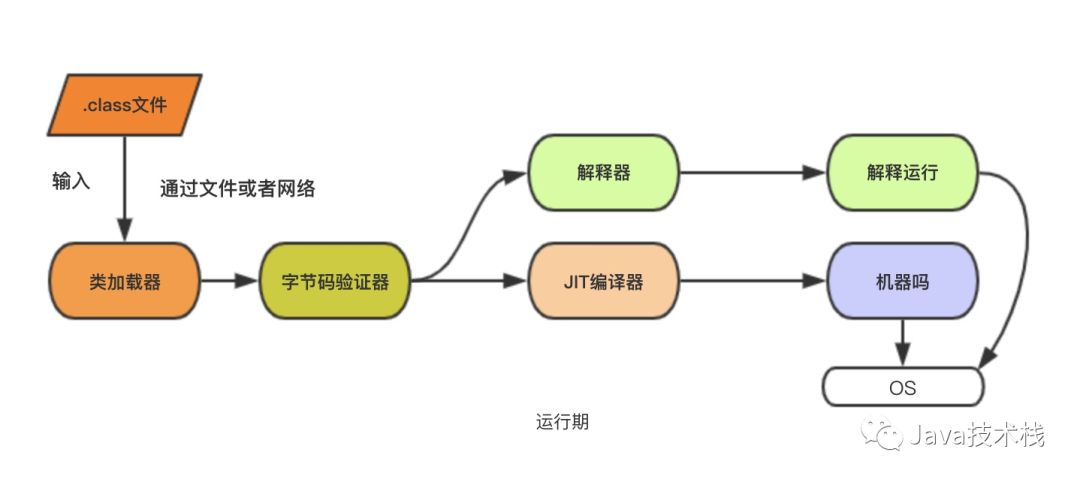 .class文件
输入
通过文件或者网络
解释器
解释运行
类加载器
字节码验证器
JIT编译器
机器吗
OS
运行期
Java技术栈